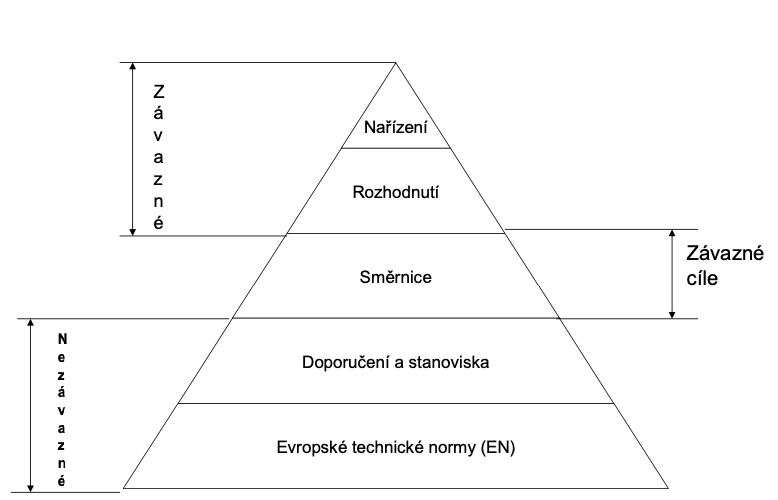 Závazné
Nařízení
Rozhodnutí
Závazné
cíle
Směrnice
Nezávazné
Doporučení a stanoviska
Evropské technické normy (EN)